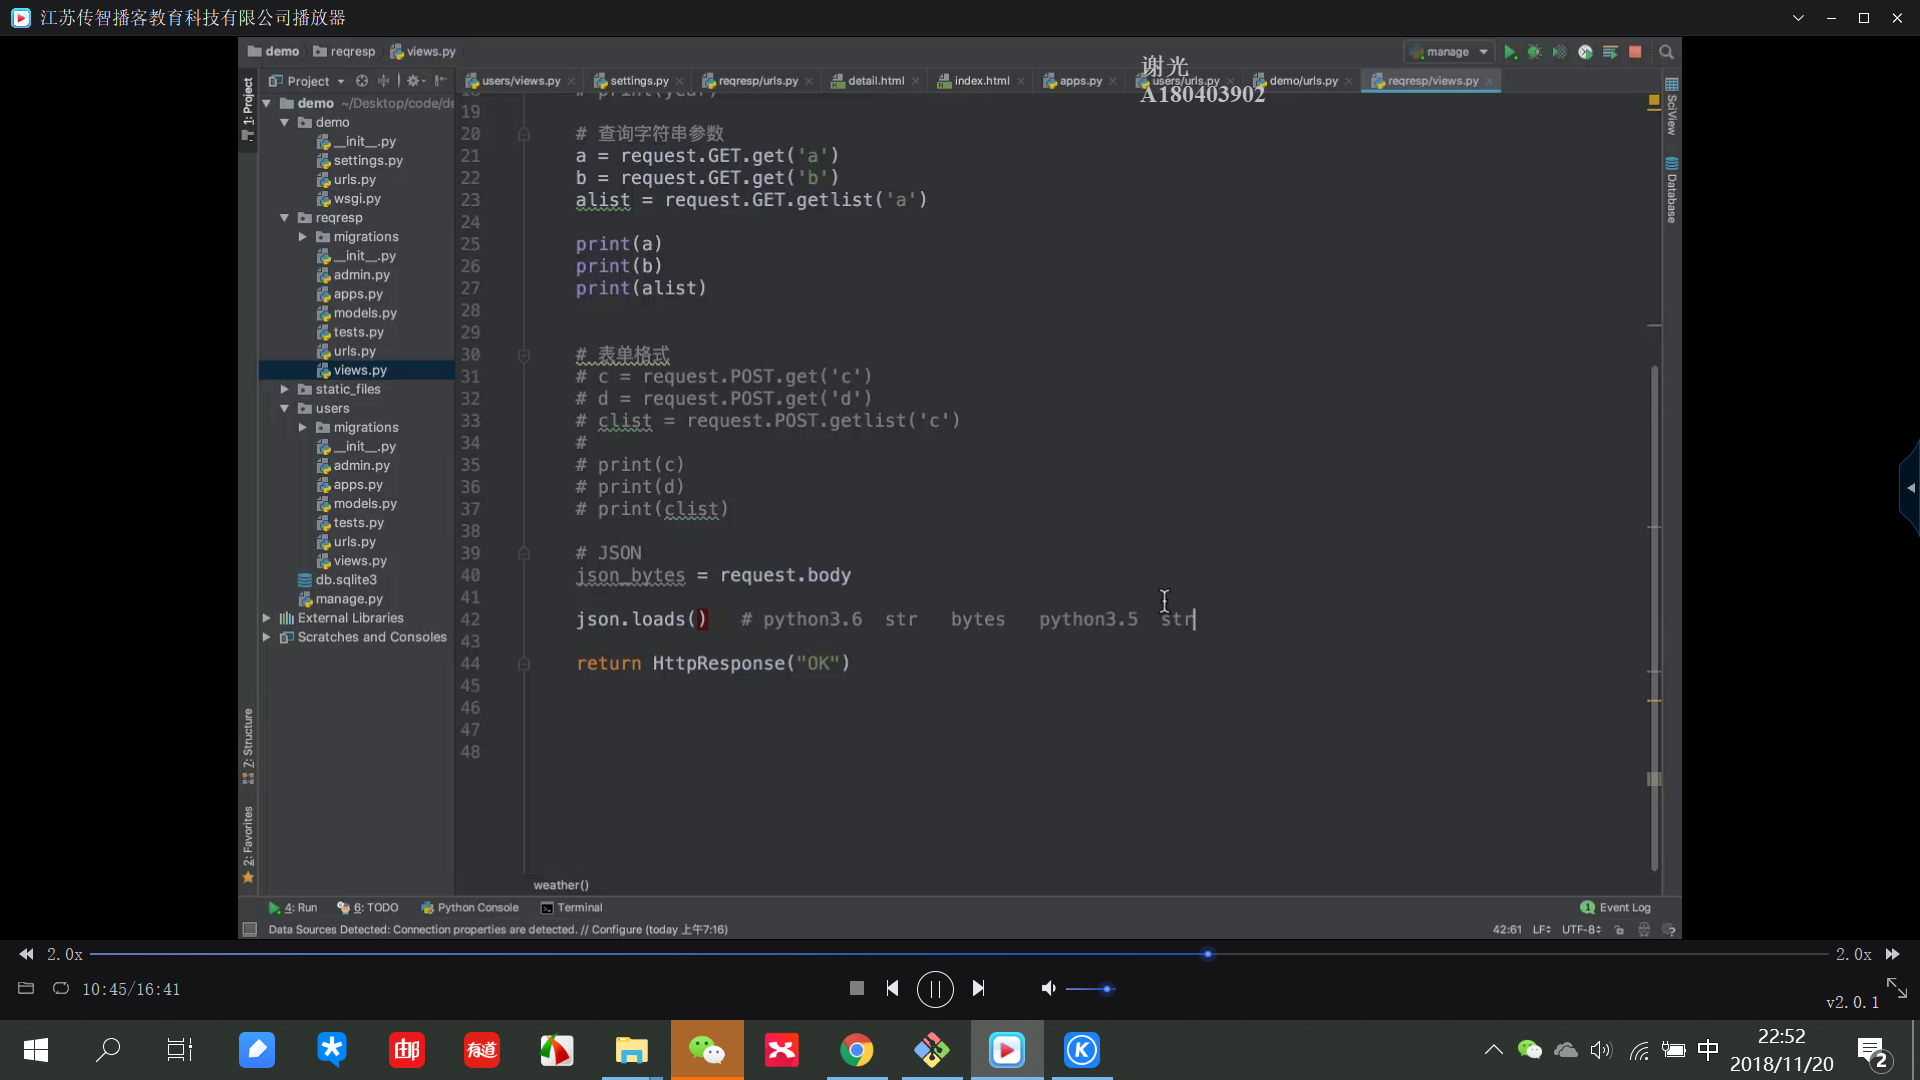 江苏传智播客教育科技有限公司播放器
demo reqresp views.py
manage
谢光
A180403902
Project
users/views.py settings.py reqresp/urls.py detail.html index.html apps.py users/urls.py demo/urls.py reqresp/views.py
1: Project
demo ~/Desktop/code/de
demo
__init__.py
settings.py
urls.py
wsgi.py
reqresp
migrations
__init__.py
admin.py
apps.py
models.py
tests.py
urls.py
views.py
static_files
users
migrations
__init__.py
admin.py
apps.py
models.py
tests.py
urls.py
views.py
db.sqlite3
manage.py
External Libraries
Scratches and Consoles
Z: Structure
2: Favorites
18 # print(year)
19
20 # 查询字符串参数
21 a = request.GET.get('a')
22 b = request.GET.get('b')
23 alist = request.GET.getlist('a')
24
25 print(a)
26 print(b)
27 print(alist)
28
29
30 # 表单格式
31 # c = request.POST.get('c')
32 # d = request.POST.get('d')
33 # clist = request.POST.getlist('c')
34 #
35 # print(c)
36 # print(d)
37 # print(clist)
38
39 # JSON
40 json_bytes = request.body
41
42 json.loads() # python3.6 str bytes python3.5 str
43
44 return HttpResponse("OK")
45
46
47
48
SciView
Database
weather()
4: Run 6: TODO Python Console Terminal
1 Event Log
Data Sources Detected: Connection properties are detected. // Configure (today 上午7:16)
42:61 LF UTF-8
2.0x
2.0x
10:45/16:41
v2.0.1
邮
有道
K
中
22:52
2018/11/20
2